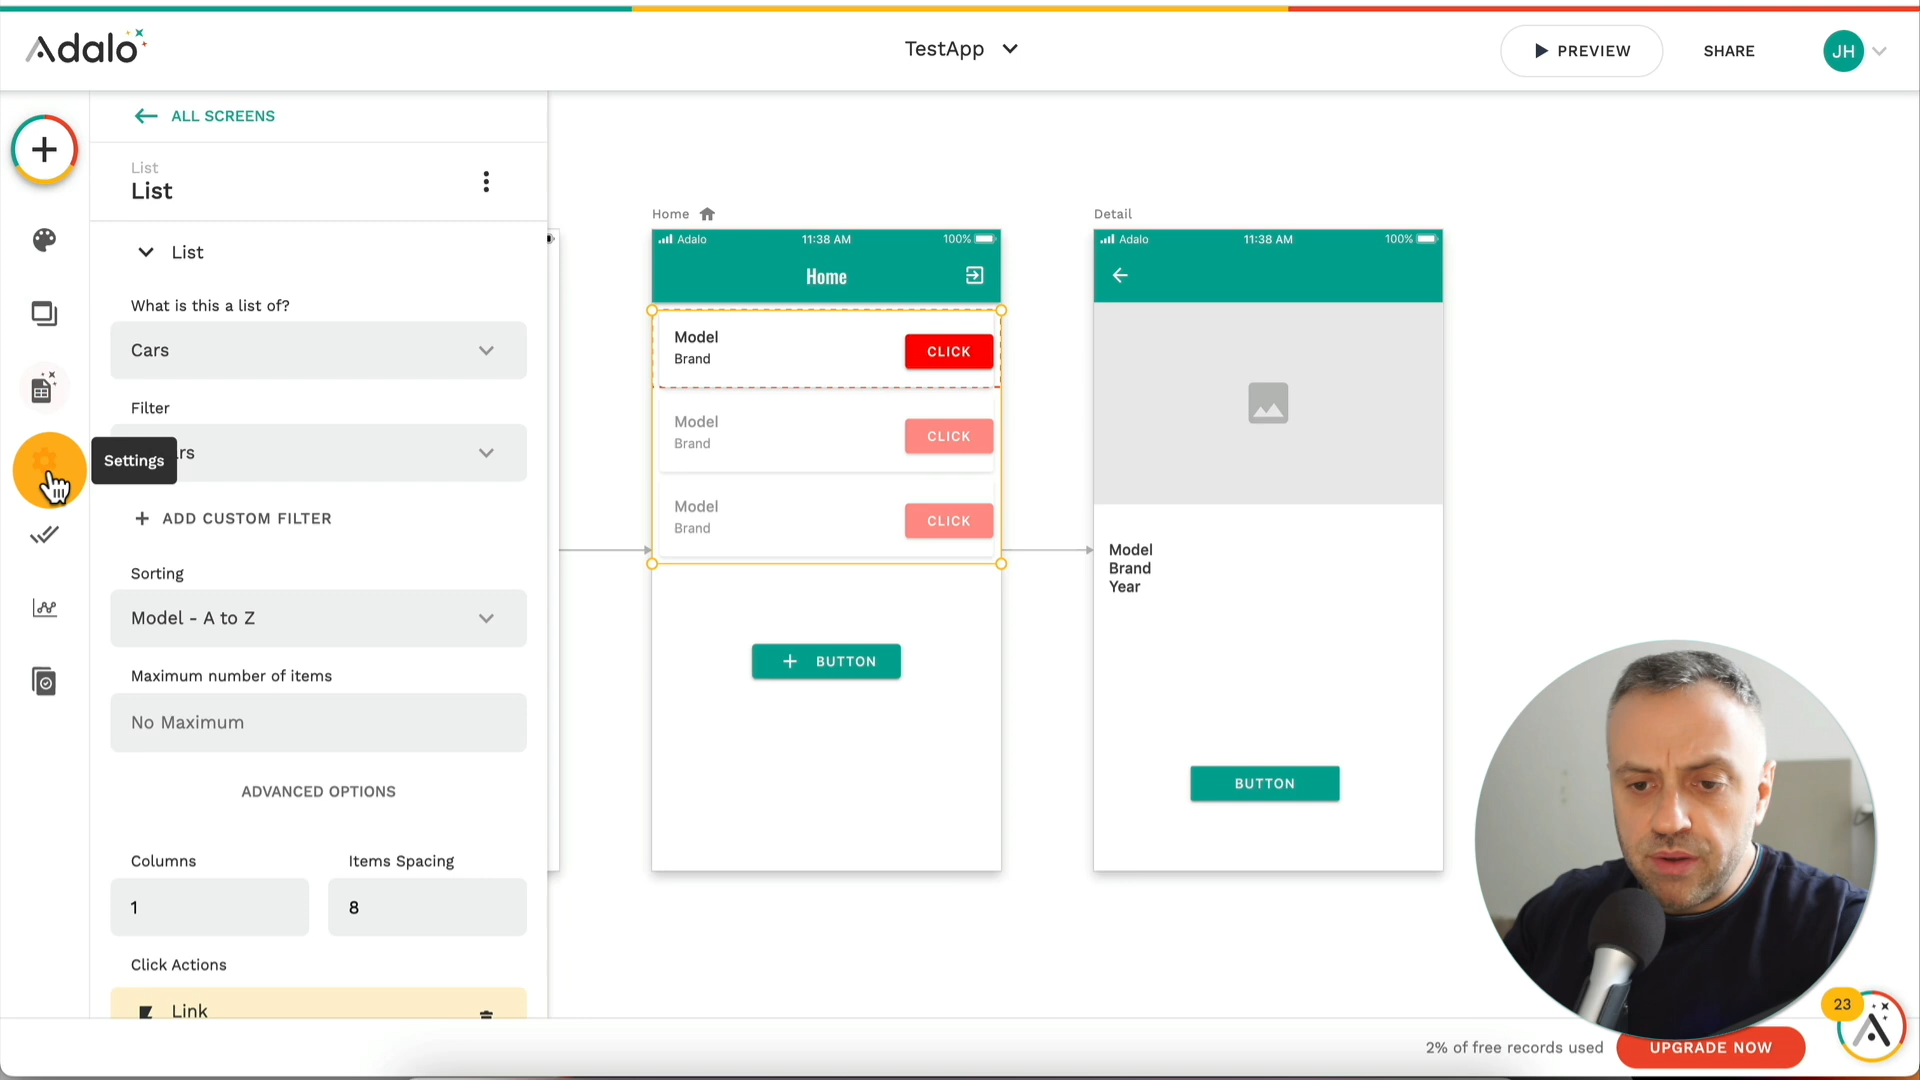 Adalo
TestApp
PREVIEW
SHARE
JH
ALL SCREENS
List
List
List
What is this a list of?
Cars
Filter
rs
Settings
ADD CUSTOM FILTER
Sorting
Model - A to Z
Maximum number of items
No Maximum
ADVANCED OPTIONS
Columns
Items Spacing
1
8
Click Actions
Link
Home
Adalo
11:38 AM
100%
Home
Model
Brand
CLICK
Model
Brand
CLICK
Model
Brand
CLICK
+ BUTTON
Detail
Adalo
11:38 AM
100%
Model
Brand
Year
BUTTON
23
2% of free records used
UPGRADE NOW